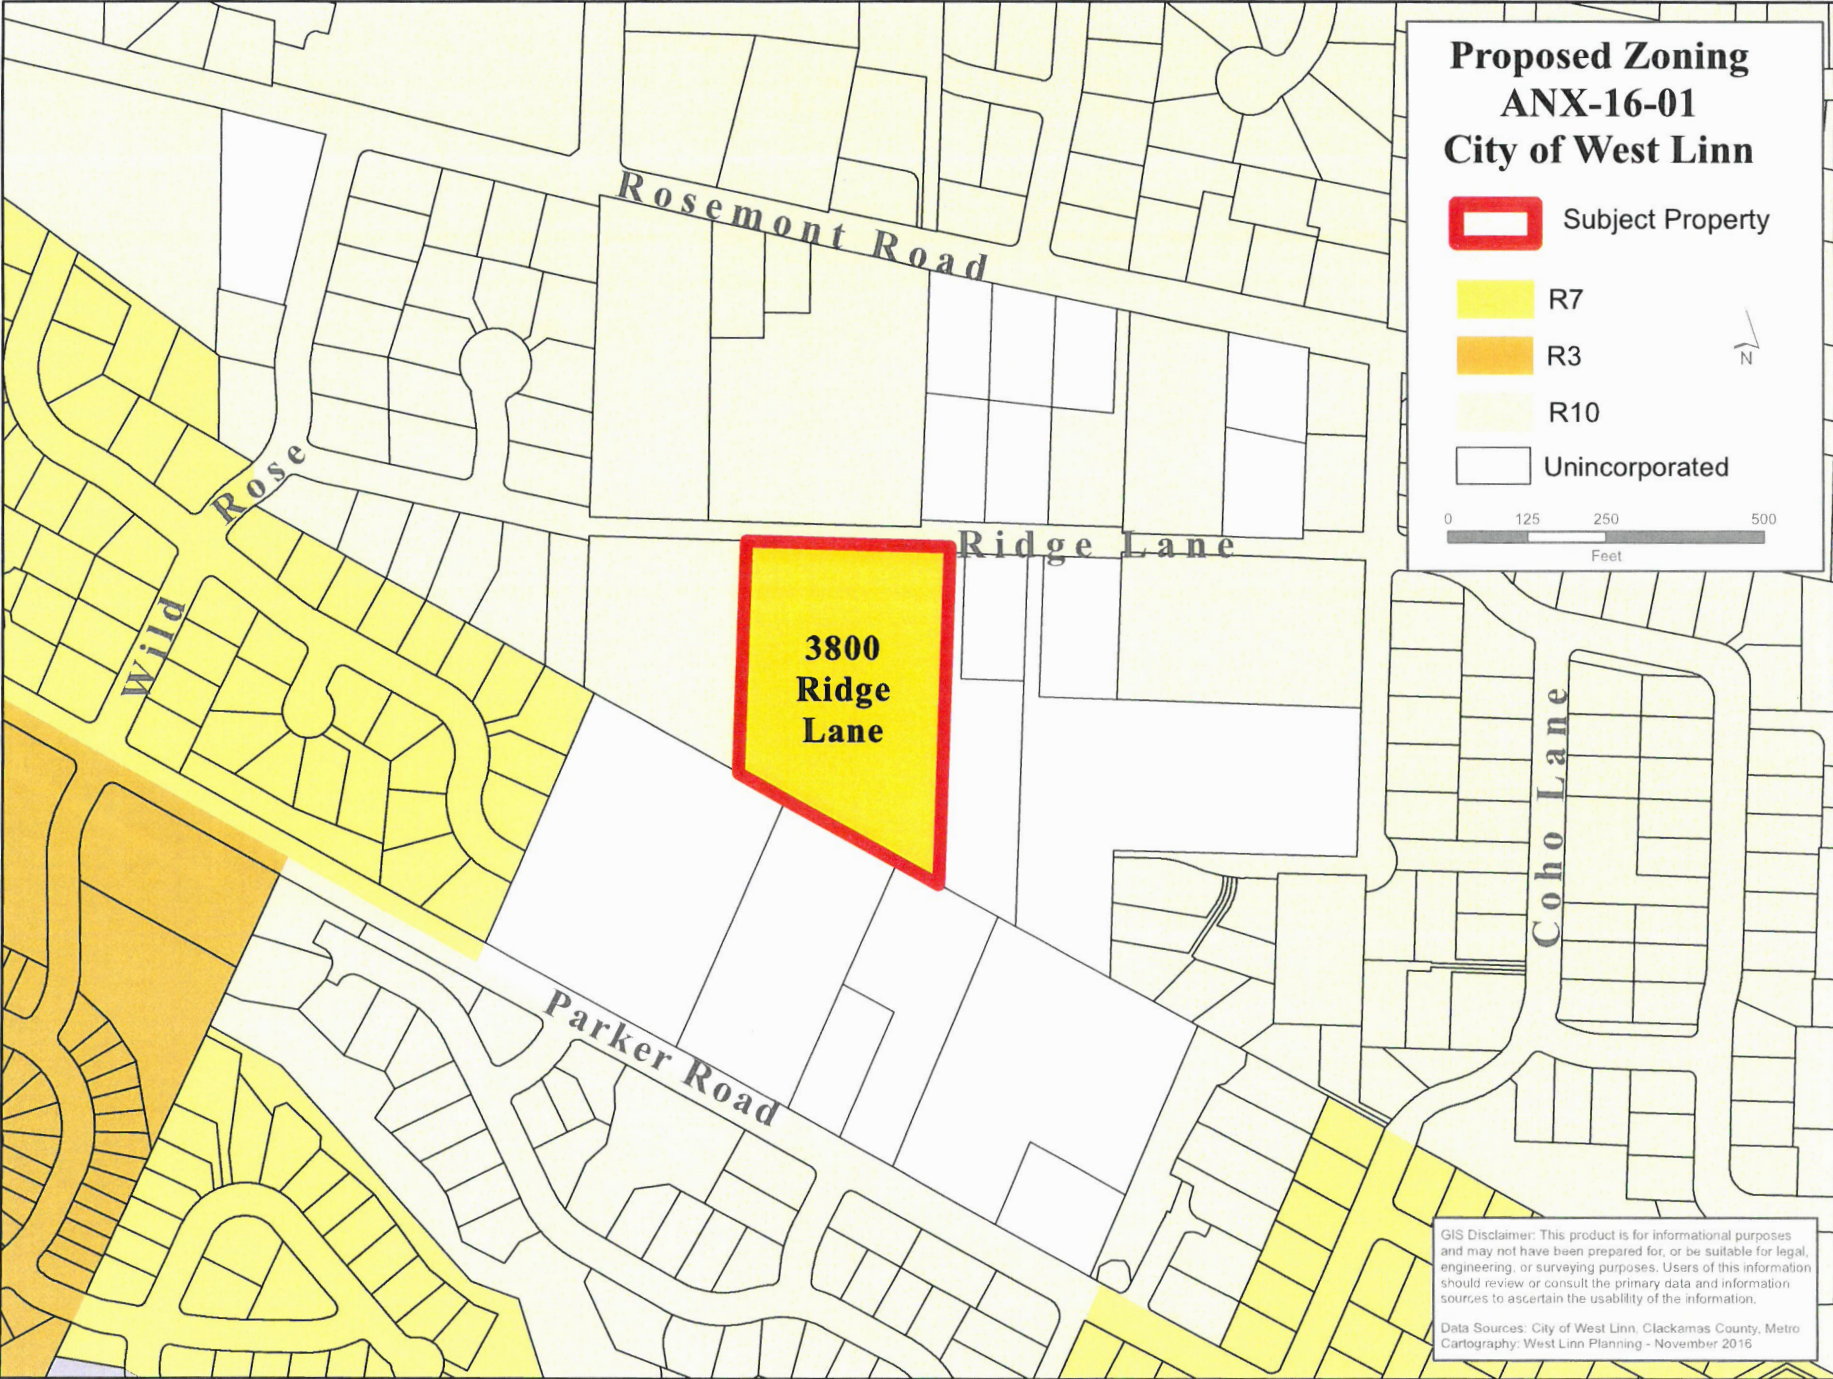 Proposed Zoning
ANX-16-01
City of West Linn
Subject Property
R7
R3
N
R10
Unincorporated
0 125 250 500
Feet
Rosemont Road
Rose
Wild
Ridge Lane
3800
Ridge
Lane
Coho Lane
Parker Road
GIS Disclaimer: This product is for informational purposes
and may not have been prepared for, or be suitable for legal,
engineering, or surveying purposes. Users of this information
should review or consult the primary data and information
sources to ascertain the usability of the information.
Data Sources: City of West Linn, Clackamas County, Metro
Cartography: West Linn Planning - November 2016